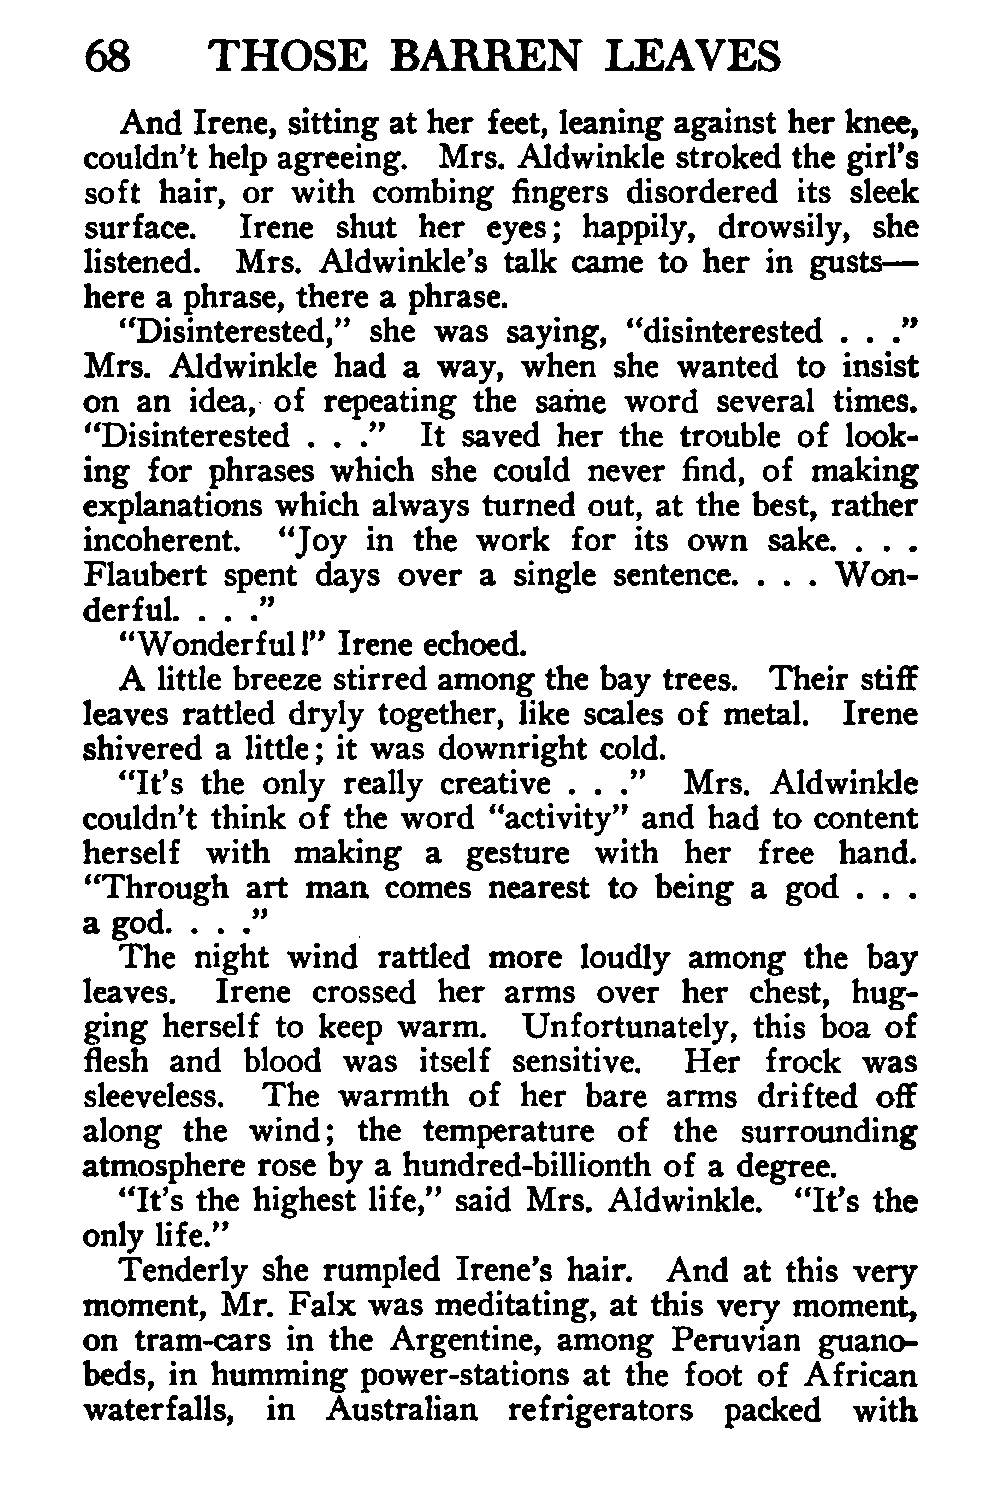 68 THOSE BARREN LEAVES
And Irene, sitting at her feet, leaning against her knee,
couldn't help agreeing. Mrs. Aldwinkle stroked the girl's
soft hair, or with combing fingers disordered its sleek
surface. Irene shut her eyes; happily, drowsily, she
listened. Mrs. Aldwinkle's talk came to her in gusts—
here a phrase, there a phrase.
"Disinterested," she was saying, "disinterested . . ."
Mrs. Aldwinkle had a way, when she wanted to insist
on an idea, of repeating the same word several times.
"Disinterested . . ." It saved her the trouble of look-
ing for phrases which she could never find, of making
explanations which always turned out, at the best, rather
incoherent. "Joy in the work for its own sake. . . .
Flaubert spent days over a single sentence. . . . Won-
derful. . . ."
"Wonderful!" Irene echoed.
A little breeze stirred among the bay trees. Their stiff
leaves rattled dryly together, like scales of metal. Irene
shivered a little; it was downright cold.
"It's the only really creative . . ." Mrs. Aldwinkle
couldn't think of the word "activity" and had to content
herself with making a gesture with her free hand.
"Through art man comes nearest to being a god . . .
a god. . . ."
The night wind rattled more loudly among the bay
leaves. Irene crossed her arms over her chest, hug-
ging herself to keep warm. Unfortunately, this boa of
flesh and blood was itself sensitive. Her frock was
sleeveless. The warmth of her bare arms drifted off
along the wind; the temperature of the surrounding
atmosphere rose by a hundred-billionth of a degree.
"It's the highest life," said Mrs. Aldwinkle. "It's the
only life."
Tenderly she rumpled Irene's hair. And at this very
moment, Mr. Falx was meditating, at this very moment,
on tram-cars in the Argentine, among Peruvian guano-
beds, in humming power-stations at the foot of African
waterfalls, in Australian refrigerators packed with